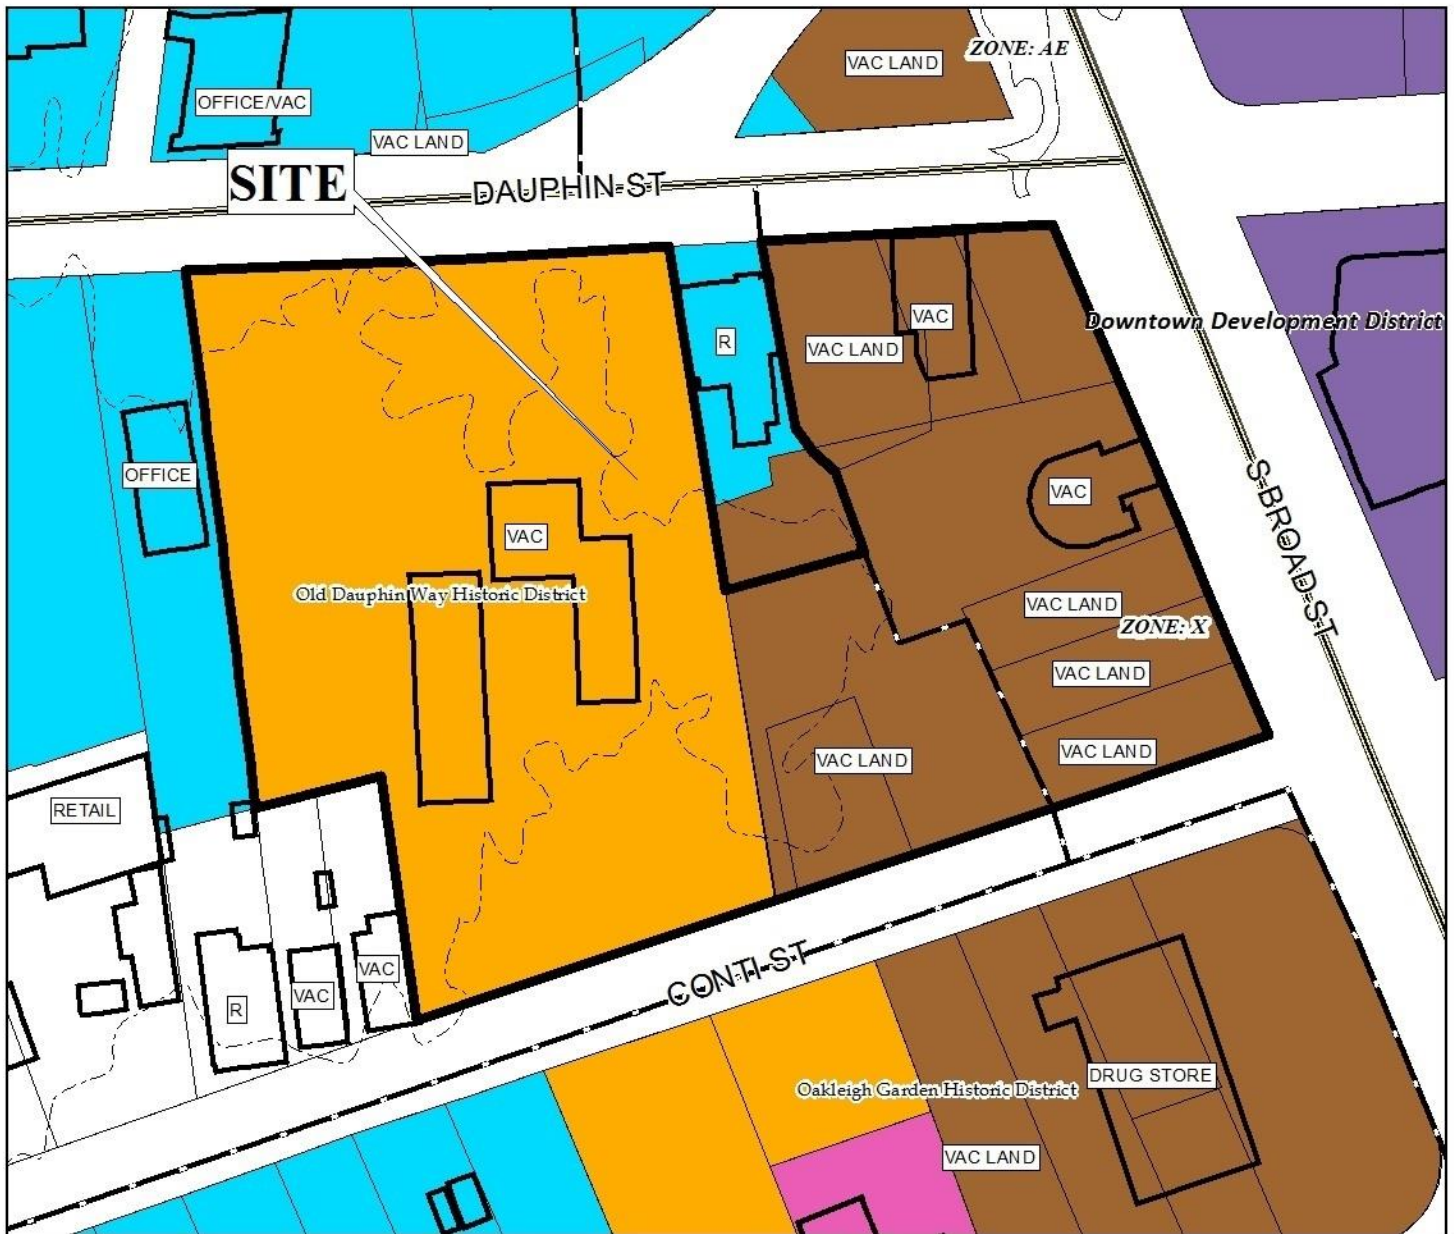 ZONE: AE
VAC LAND
OFFICE/VAC
VAC LAND
SITE
DAUPHIN ST
VAC
Downtown Development District
R
VAC LAND
OFFICE
VAC
S BROAD ST
VAC
Old Dauphin Way Historic District
VAC LAND
ZONE: X
VAC LAND
VAC LAND
VAC LAND
RETAIL
VAC
CONTI ST
VAC
R
DRUG STORE
Oakleigh Garden Historic District
VAC LAND